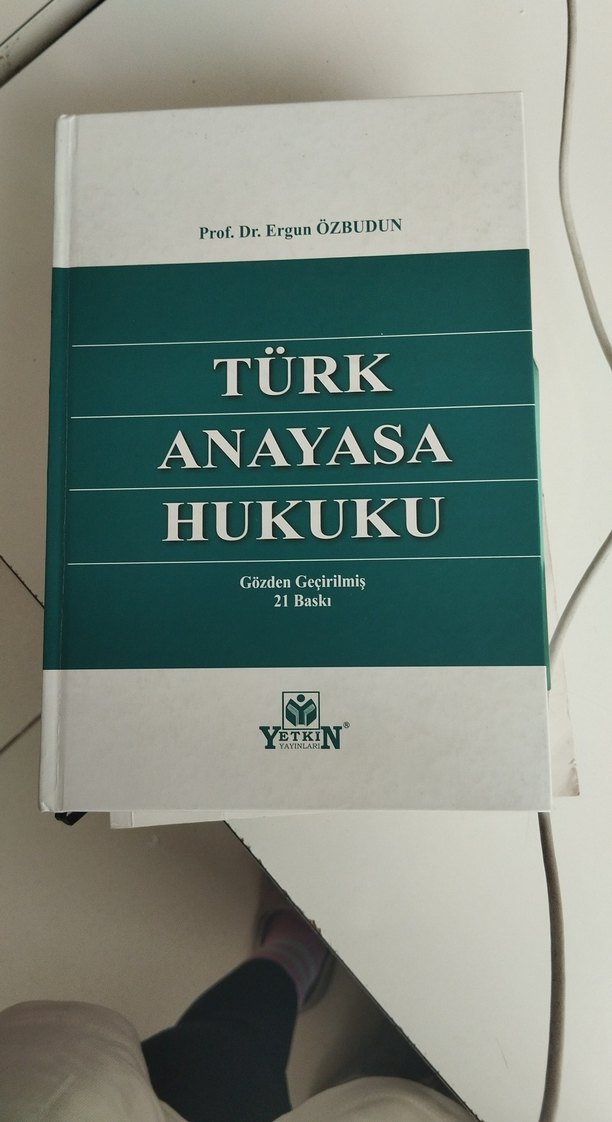 Prof. Dr. Ergun ÖZBUDUN
TÜRK
ANAYASA
HUKUKU
Gözden Geçirilmiş
21 Baskı
YETKİN®
YAYINLARI